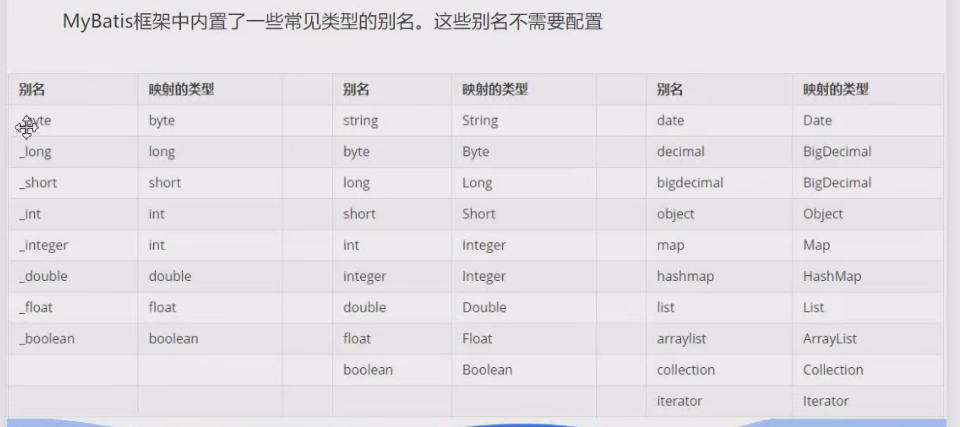 MyBatis框架中内置了一些常见类型的别名。这些别名不需要配置
别名 映射的类型 别名 映射的类型 别名 映射的类型
byte string String date Date
_long long byte Byte decimal BigDecimal
_short short long Long bigdecimal BigDecimal
_int int short Short object Object
_integer int int Integer map Map
_double double integer Integer hashmap HashMap
_float float double Double list List
_boolean boolean float Float arraylist ArrayList
boolean Boolean collection Collection
iterator Iterator